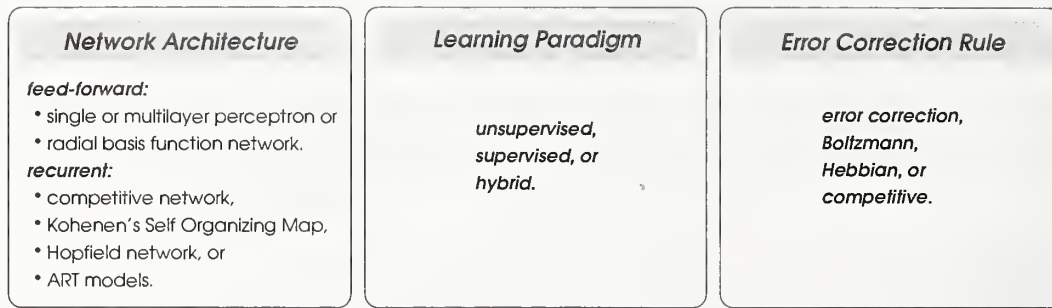 Network Architecture
feed-forward:
• single or multilayer perceptron or
• radial basis function network.
recurrent:
• competitive network,
• Kohenen's Self Organizing Map,
• Hopfield network, or
• ART models.
Learning Paradigm
unsupervised,
supervised, or
hybrid.
Error Correction Rule
error correction,
Boltzmann,
Hebbian, or
competitive.